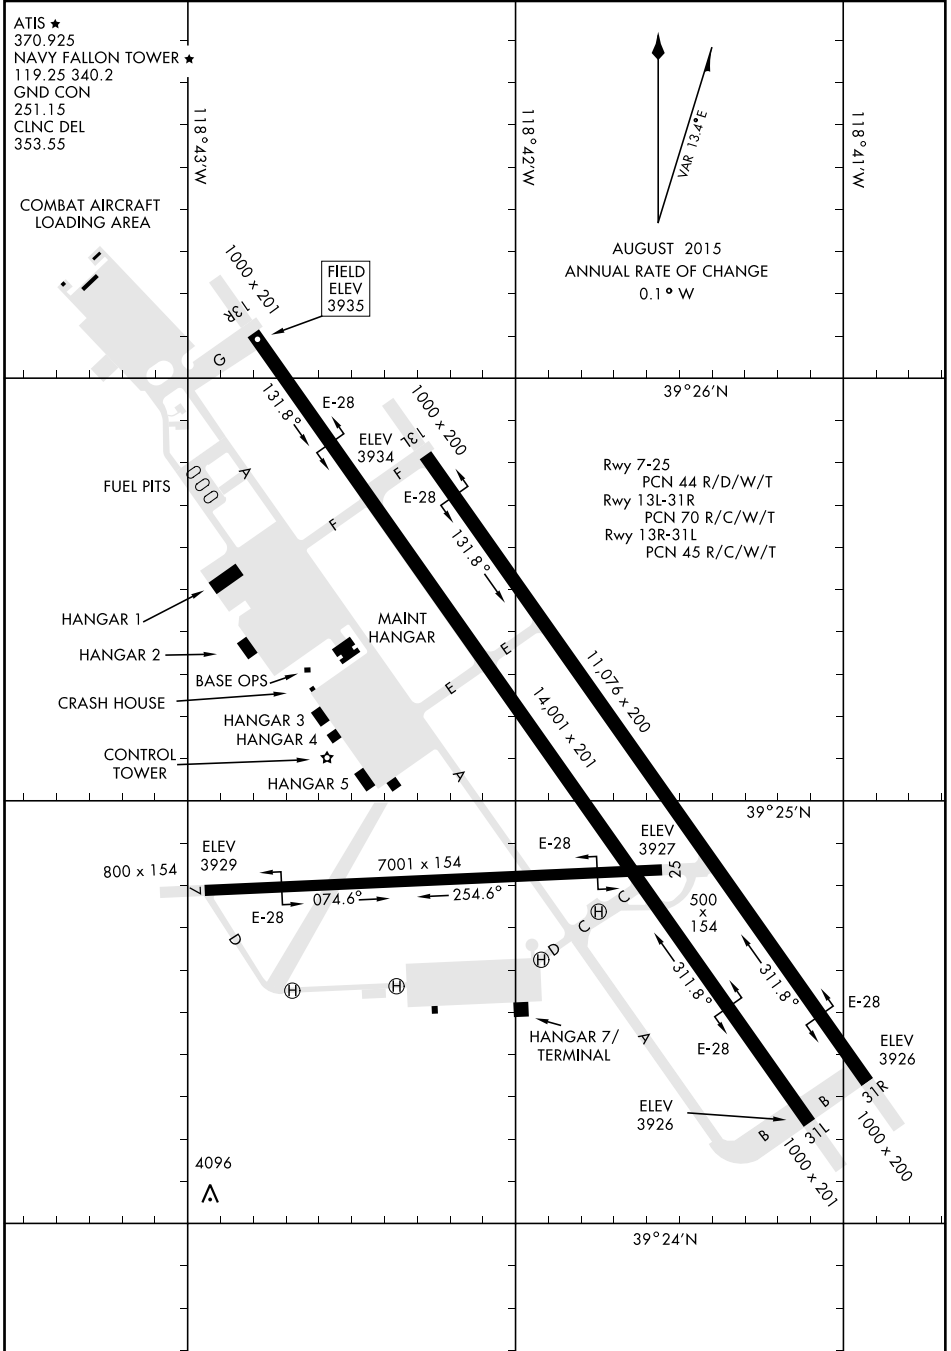 ATIS ★
370.925
NAVY FALLON TOWER ★
119.25 340.2
GND CON
251.15
CLNC DEL
353.55
118°43'W
118°42'W
118°41'W
VAR 13.4°E
AUGUST 2015
ANNUAL RATE OF CHANGE
0.1° W
COMBAT AIRCRAFT
LOADING AREA
1000 x 201
13R
FIELD
ELEV
3935
G
39°26'N
131.8°
E-28
ELEV
3934
1000 x 200
13L
F
A
E-28
131.8°
F
FUEL PITS
Rwy 7-25
PCN 44 R/D/W/T
Rwy 13L-31R
PCN 70 R/C/W/T
Rwy 13R-31L
PCN 45 R/C/W/T
HANGAR 1
HANGAR 2
MAINT
HANGAR
BASE OPS
CRASH HOUSE
HANGAR 3
HANGAR 4
CONTROL
TOWER
HANGAR 5
E
E
A
11,076 x 200
14,001 x 201
39°25'N
800 x 154
ELEV
3929
7
7001 x 154
E-28
074.6°
254.6°
E-28
ELEV
3927
25
500
x
154
C
H
C
D
H
D
H
H
311.8°
311.8°
E-28
E-28
HANGAR 7/
TERMINAL
A
ELEV
3926
ELEV
3926
B
B
31L
31R
1000 x 201
1000 x 200
4096
39°24'N